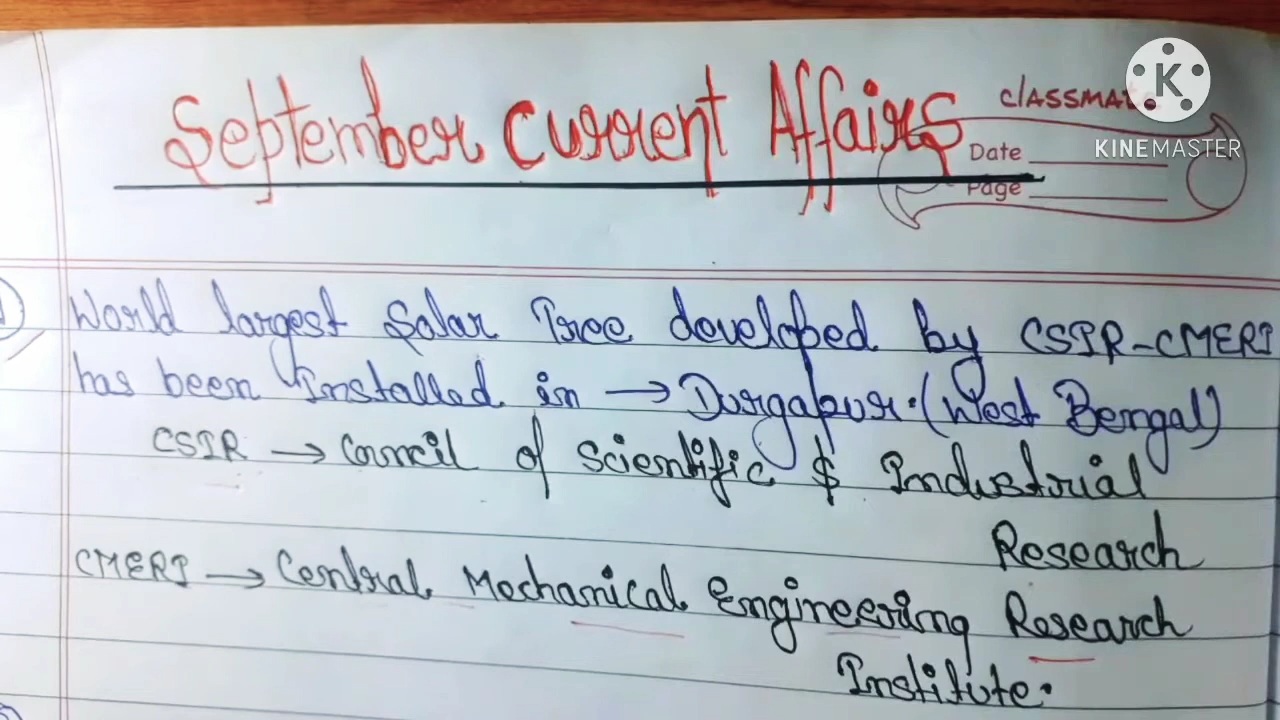 September Current Affairs
CLASSMA
K
KINEMASTER
Date
Page
World largest Solar Tree developed by CSIR-CMERI
has been Installed in → Durgapur. (West Bengal)
CSIR → Council of Scientific & Industrial
Research
CMERI → Central Mechanical Engineering Research
Institute.